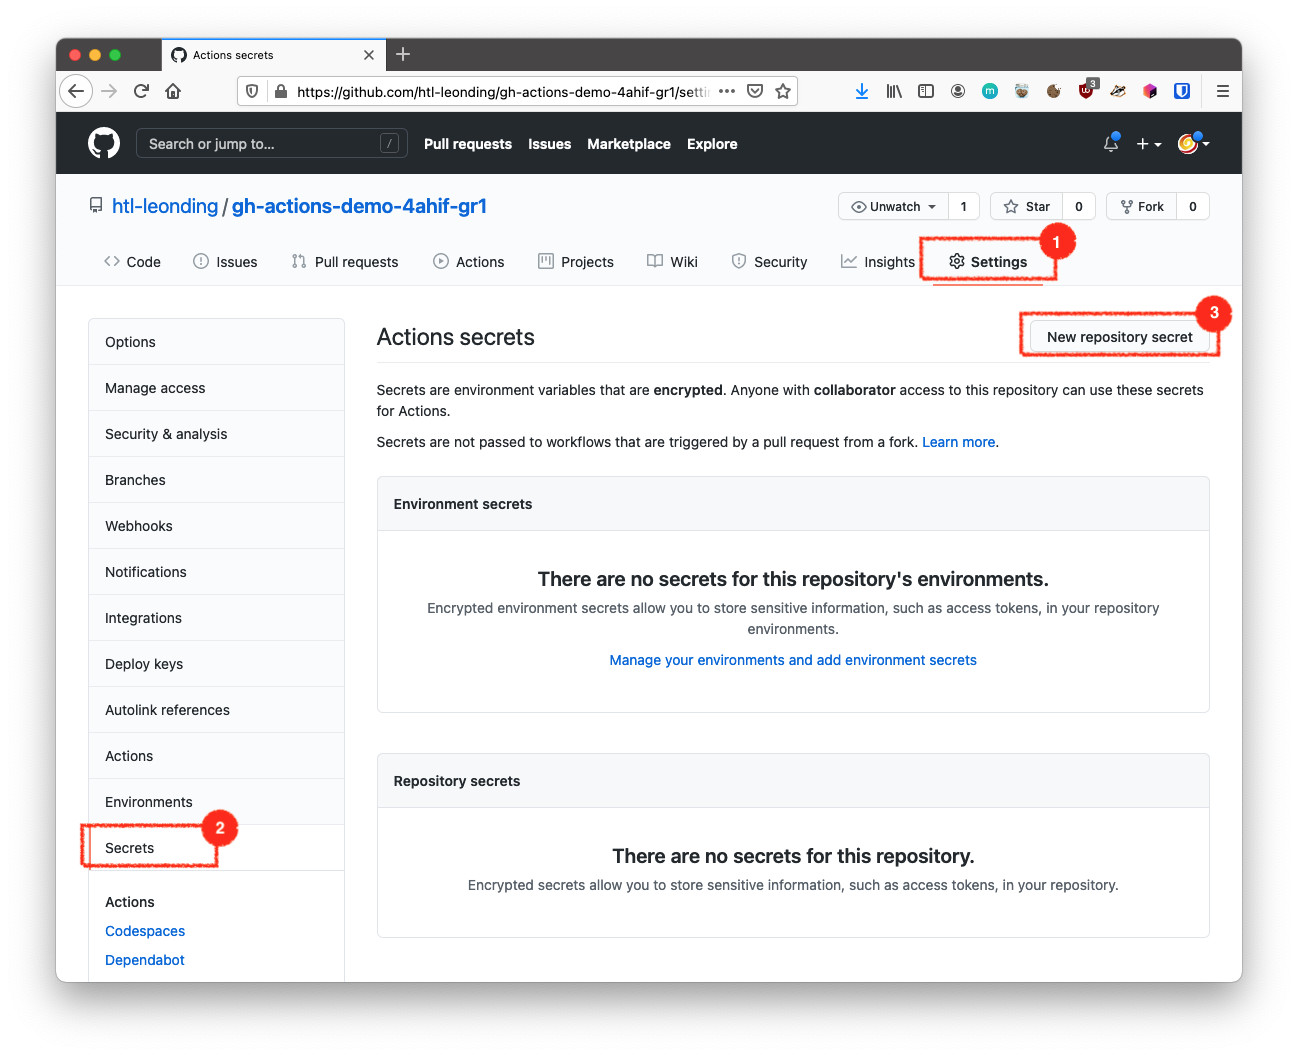 Actions secrets
https://github.com/htl-leonding/gh-actions-demo-4ahif-gr1/setti
3
Search or jump to...
/
Pull requests
Issues
Marketplace
Explore
htl-leonding / gh-actions-demo-4ahif-gr1
Unwatch
1
Star
0
Fork
0
Code
Issues
Pull requests
Actions
Projects
Wiki
Security
Insights
Settings
1
Options
Manage access
Security & analysis
Branches
Webhooks
Notifications
Integrations
Deploy keys
Autolink references
Actions
Environments
Secrets
2
Actions
Codespaces
Dependabot
Actions secrets
New repository secret
3
Secrets are environment variables that are encrypted. Anyone with collaborator access to this repository can use these secrets
for Actions.
Secrets are not passed to workflows that are triggered by a pull request from a fork. Learn more.
Environment secrets
There are no secrets for this repository's environments.
Encrypted environment secrets allow you to store sensitive information, such as access tokens, in your repository
environments.
Manage your environments and add environment secrets
Repository secrets
There are no secrets for this repository.
Encrypted secrets allow you to store sensitive information, such as access tokens, in your repository.